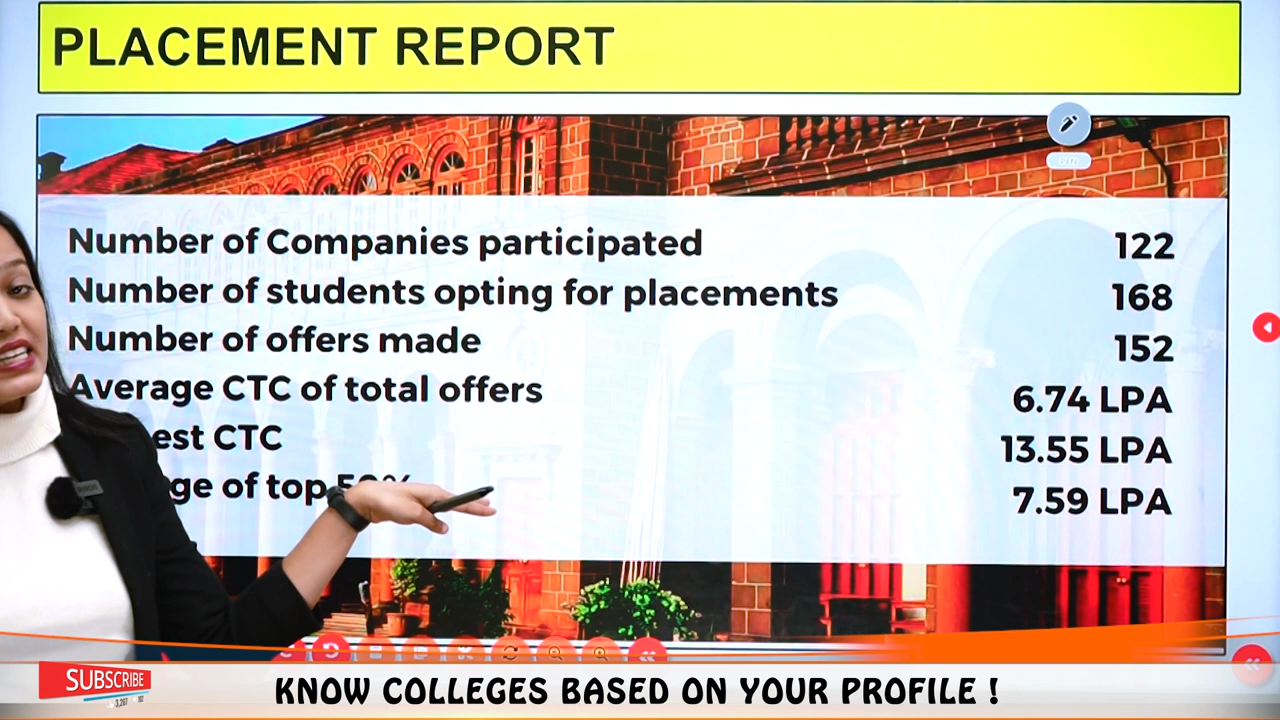 PLACEMENT REPORT
Number of Companies participated 122
Number of students opting for placements 168
Number of offers made 152
Average CTC of total offers 6.74 LPA
est CTC 13.55 LPA
ge of top 50% 7.59 LPA
SUBSCRIBE
KNOW COLLEGES BASED ON YOUR PROFILE !